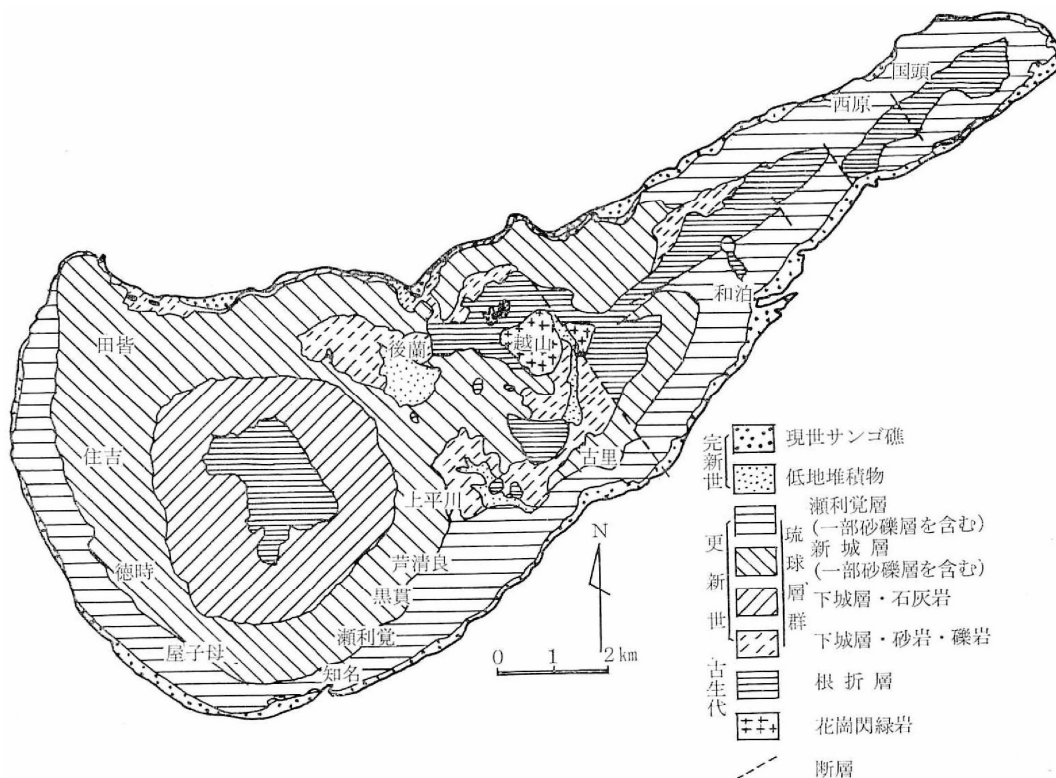 国頭
西原
和泊
田皆
後蘭
越山
住吉
古里
上平川
徳時
芦清良
黒貫
瀬利覚
屋子母
知名
N
0 1 2km
完新世
現世サンゴ礁
低地堆積物
更新世
琉球層群
瀬利覚層
(一部砂礫層を含む)
新城層
(一部砂礫層を含む)
下城層・石灰岩
下城層・砂岩・礫岩
古生代
根折層
花崗閃緑岩
断層